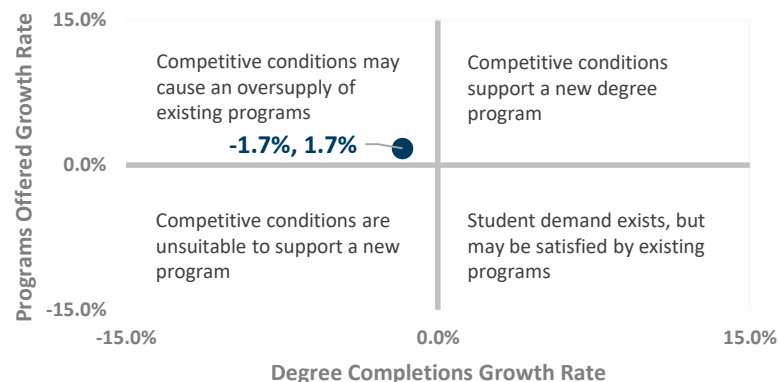 Programs Offered Growth Rate
15.0%
0.0%
-15.0%
Competitive conditions may
cause an oversupply of
existing programs
Competitive conditions
support a new degree
program
-1.7%, 1.7%
Competitive conditions are
unsuitable to support a new
program
Student demand exists, but
may be satisfied by existing
programs
-15.0%
0.0%
15.0%
Degree Completions Growth Rate